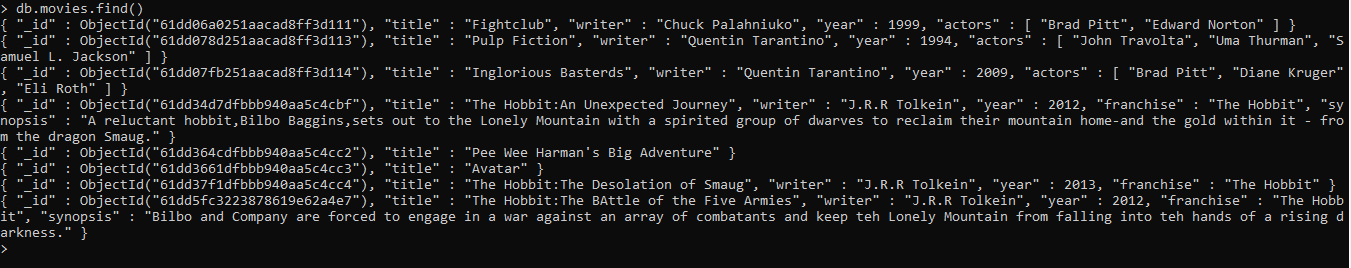 > db.movies.find()
{ "_id" : ObjectId("61dd06a0251aacad8ff3d111"), "title" : "Fightclub", "writer" : "Chuck Palahniuko", "year" : 1999, "actors" : [ "Brad Pitt", "Edward Norton" ] }
{ "_id" : ObjectId("61dd078d251aacad8ff3d113"), "title" : "Pulp Fiction", "writer" : "Quentin Tarantino", "year" : 1994, "actors" : [ "John Travolta", "Uma Thurman", "S
amuel L. Jackson" ] }
{ "_id" : ObjectId("61dd07fb251aacad8ff3d114"), "title" : "Inglorious Basterds", "writer" : "Quentin Tarantino", "year" : 2009, "actors" : [ "Brad Pitt", "Diane Kruger"
, "Eli Roth" ] }
{ "_id" : ObjectId("61dd34d7dfbbb940aa5c4cbf"), "title" : "The Hobbit:An Unexpected Journey", "writer" : "J.R.R Tolkein", "year" : 2012, "franchise" : "The Hobbit", "sy
nopsis" : "A reluctant hobbit,Bilbo Baggins,sets out to the Lonely Mountain with a spirited group of dwarves to reclaim their mountain home-and the gold within it - fro
m the dragon Smaug." }
{ "_id" : ObjectId("61dd364cdfbbb940aa5c4cc2"), "title" : "Pee Wee Harman's Big Adventure" }
{ "_id" : ObjectId("61dd3661dfbbb940aa5c4cc3"), "title" : "Avatar" }
{ "_id" : ObjectId("61dd37f1dfbbb940aa5c4cc4"), "title" : "The Hobbit:The Desolation of Smaug", "writer" : "J.R.R Tolkein", "year" : 2013, "franchise" : "The Hobbit" }
{ "_id" : ObjectId("61dd5fc3223878619e62a4e7"), "title" : "The Hobbit:The BAttle of the Five Armies", "writer" : "J.R.R Tolkein", "year" : 2012, "franchise" : "The Hobb
it", "synopsis" : "Bilbo and Company are forced to engage in a war against an array of combatants and keep teh Lonely Mountain from falling into teh hands of a rising d
arkness." }
>